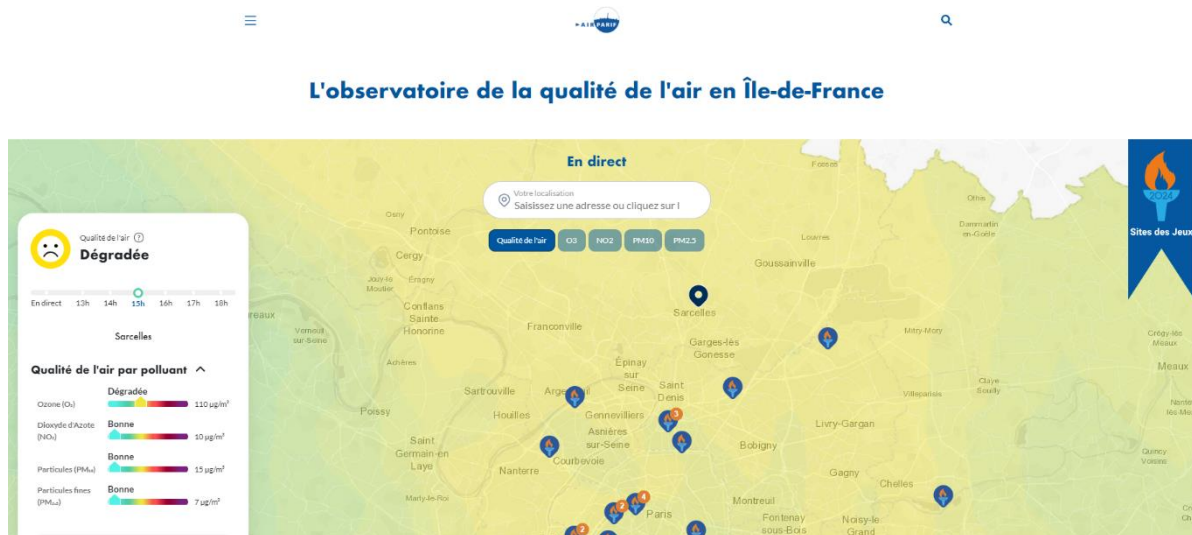 AIRPARIF
L'observatoire de la qualité de l'air en Île-de-France
En direct
Votre localisation
Saisissez une adresse ou cliquez sur l
Qualité de l'air O3 NO2 PM10 PM2.5
2024
Sites des Jeux
Qualité de l'air ?
Dégradée
En direct 13h 14h 15h 16h 17h 18h
Sarcelles
Qualité de l'air par polluant
Dégradée
Ozone (O₃) 110 µg/m³
Bonne
Dioxyde d'Azote
(NO₂) 10 µg/m³
Bonne
Particules (PM₁₀) 15 µg/m³
Bonne
Particules fines
(PM₂.₅) 7 µg/m³
Fosses
Osny
Pontoise
Cergy
Louvres
Othis
Dammartin
en-Goële
Goussainville
Jouy-le
Moutier
Éragny
Conflans
Sainte
Honorine
Sarcelles
Franconville
Garges-lès
Gonesse
Mitry-Mory
Crégy-lès
Meaux
Meaux
Vernouil
sur-Seine
Achères
Épinay
sur
Seine
Saint
Denis
Sartrouville
Argenteuil
Villeparisis
Claye
Souilly
Poissy
Houilles
Gennevilliers
3
Asnières
sur-Seine
Livry-Gargan
Saint
Germain-en
Laye
Courbevoie
Bobigny
Nanterre
Gagny
Quincy
Voisins
Chelles
Marly-le-Roi
4
2
Paris
Montreuil
Fontenay
sous-Bois
Noisy-le
Grand
2